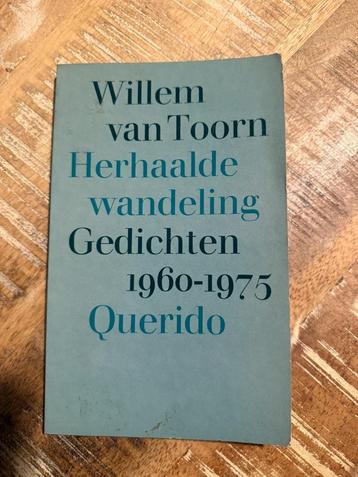 Willem
van Toorn
Herhaalde
wandeling
Gedichten
1960-1975
Querido